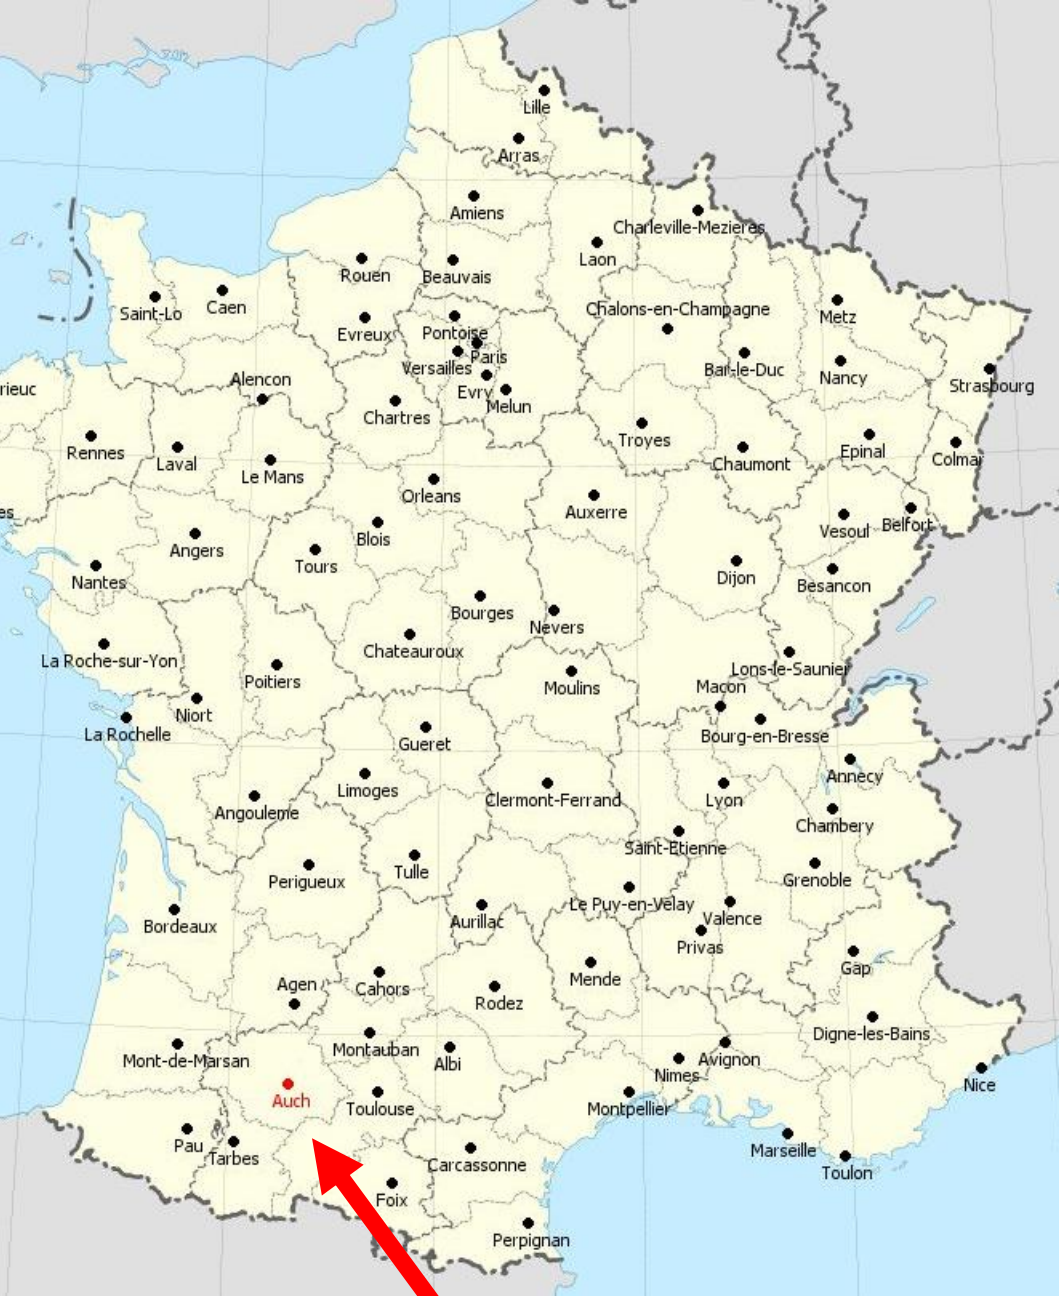 Lille
Arras
Amiens
Charleville-Mezieres
Laon
Rouen
Beauvais
Saint-Lo
Caen
Chalons-en-Champagne
Metz
Evreux
Pontoise
Paris
Versailles
Bar-le-Duc
Nancy
Strasbourg
Alencon
Evry
Melun
rieuc
Chartres
Troyes
Rennes
Laval
Le Mans
Chaumont
Epinal
Colmar
Orleans
es
Auxerre
Vesoul
Belfort
Angers
Blois
Tours
Dijon
Besancon
Nantes
Bourges
Nevers
La Roche-sur-Yon
Chateauroux
Lons-le-Saunier
Poitiers
Moulins
Macon
Niort
La Rochelle
Gueret
Bourg-en-Bresse
Annecy
Limoges
Clermont-Ferrand
Lyon
Angouleme
Chambery
Saint-Etienne
Perigueux
Tulle
Grenoble
Le Puy-en-Velay
Valence
Bordeaux
Aurillac
Privas
Gap
Agen
Cahors
Mende
Rodez
Digne-les-Bains
Mont-de-Marsan
Montauban
Albi
Avignon
Nimes
Nice
Auch
Toulouse
Montpellier
Pau
Tarbes
Marseille
Carcassonne
Toulon
Foix
Perpignan